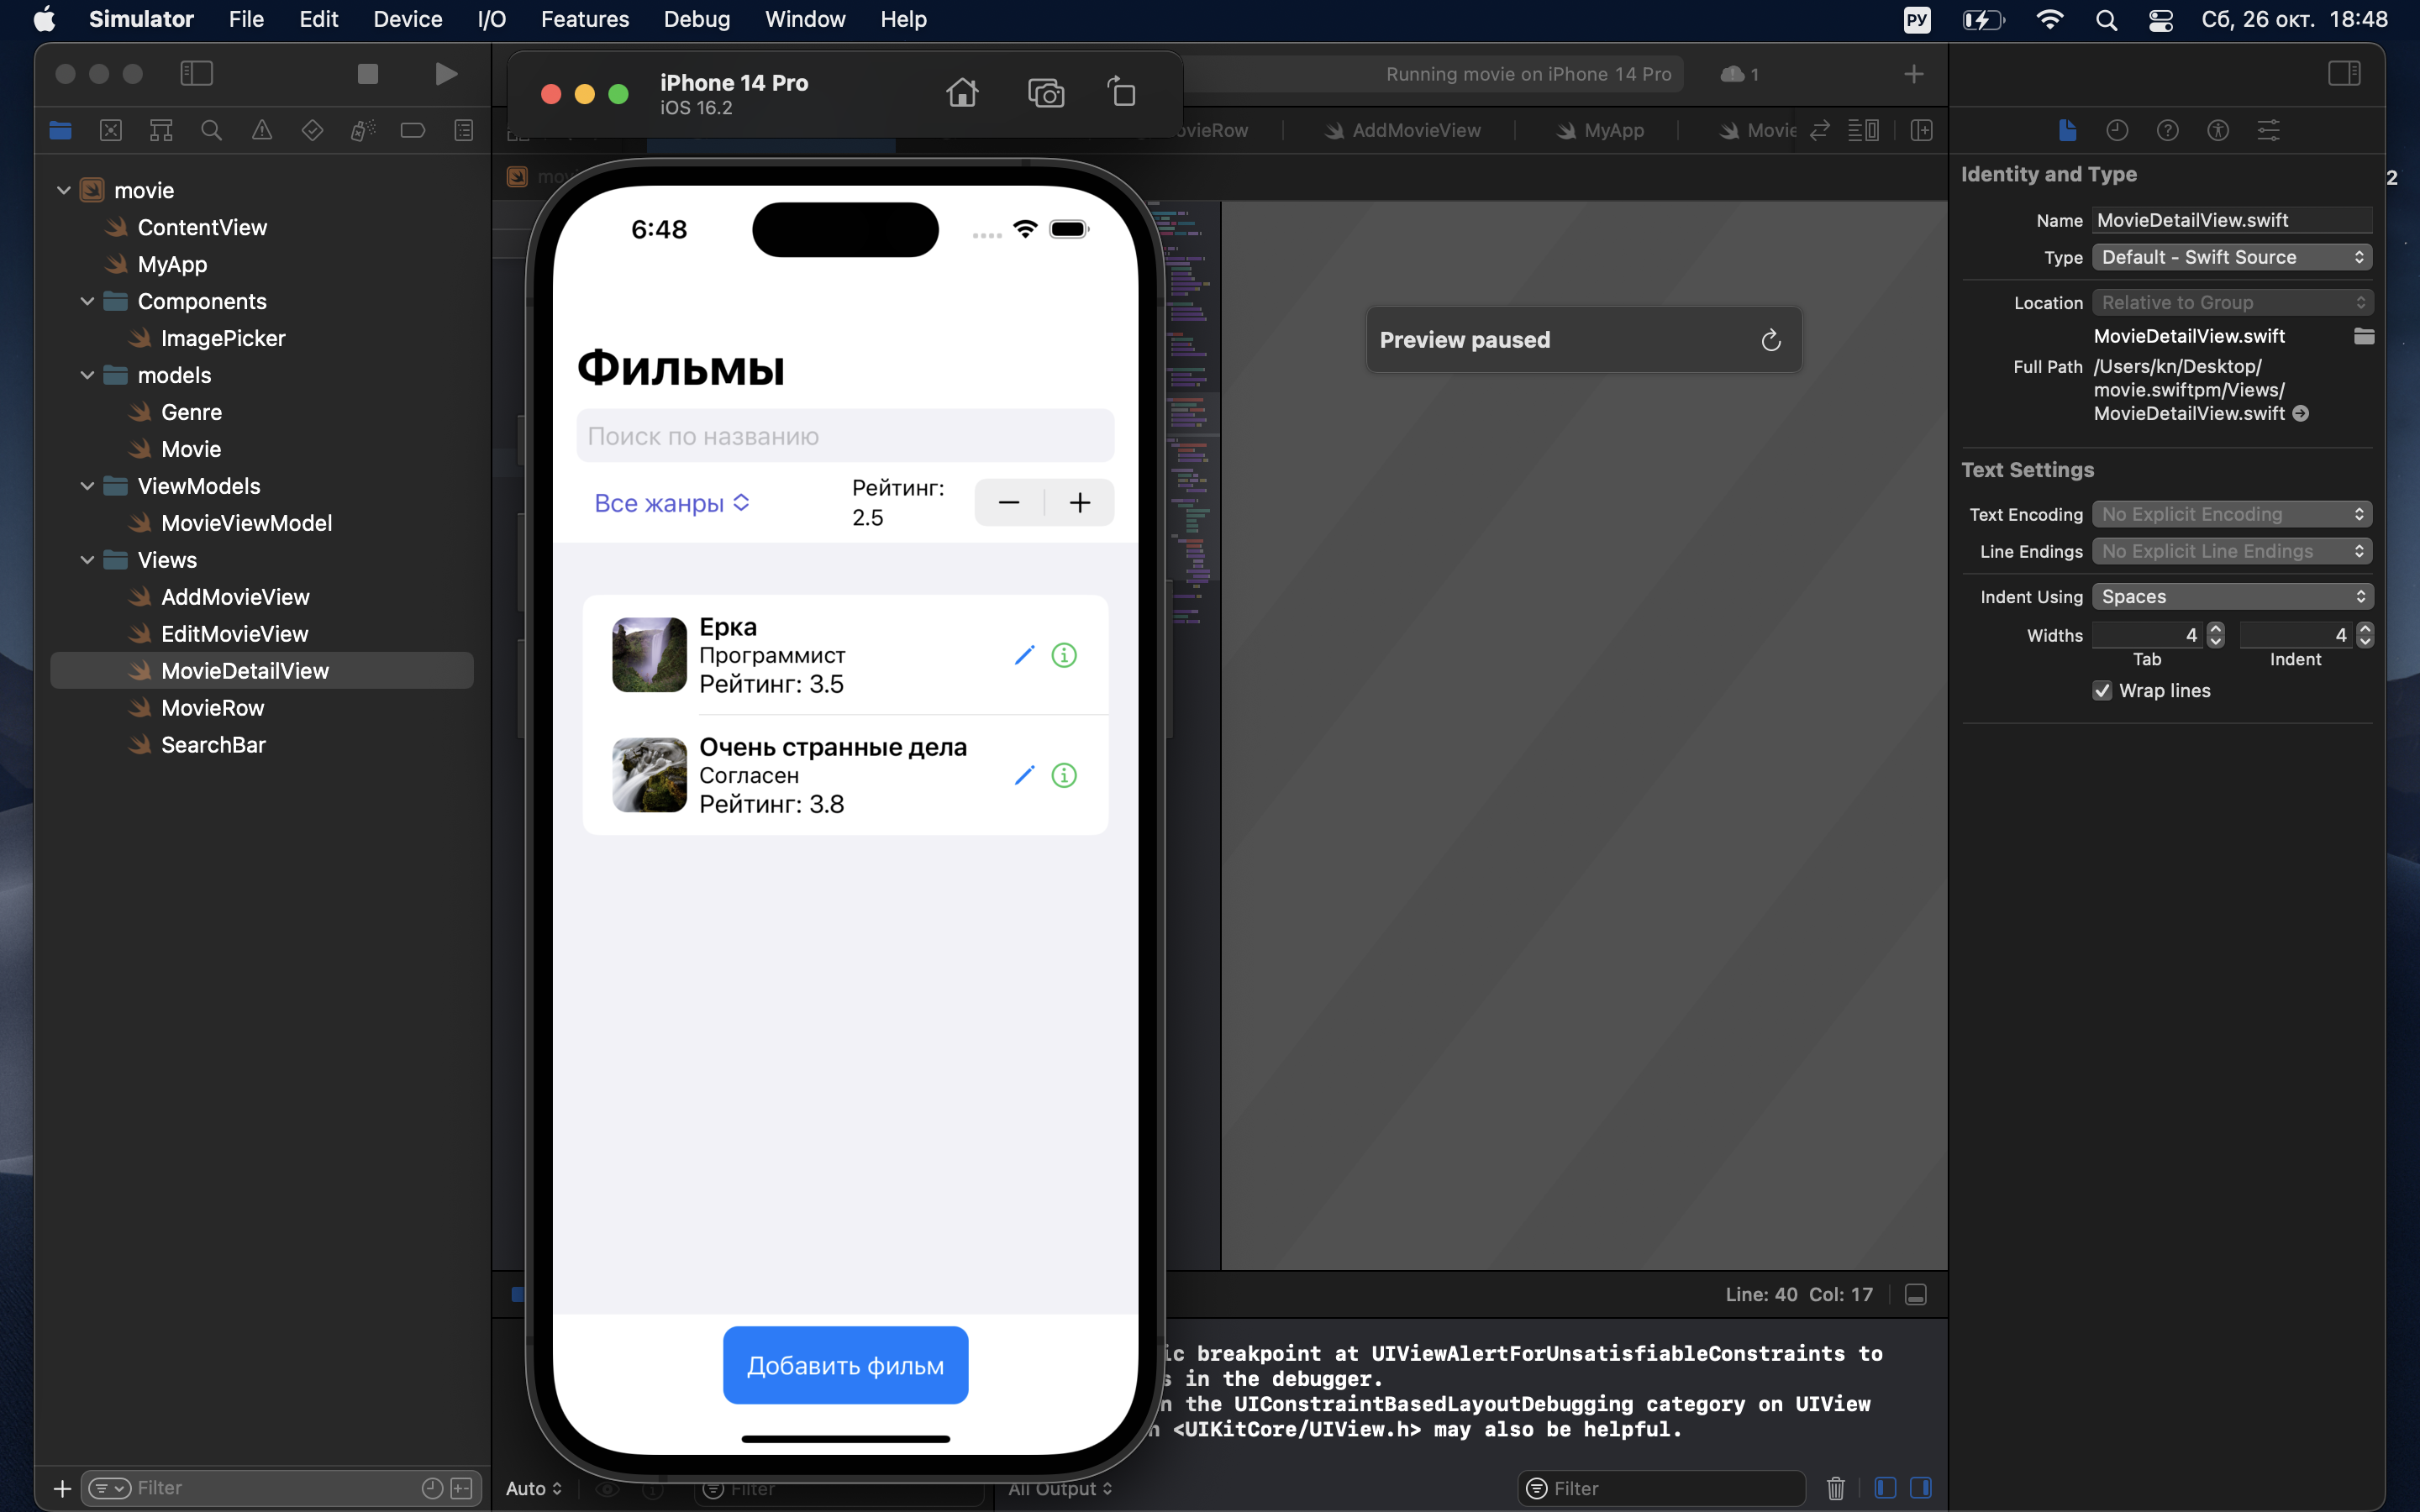 Simulator File Edit Device I/O Features Debug Window Help
РУ Сб, 26 окт. 18:48
iPhone 14 Pro
iOS 16.2
Running movie on iPhone 14 Pro
1
AddMovieView
MyApp
movie
ContentView
MyApp
Components
ImagePicker
models
Genre
Movie
ViewModels
MovieViewModel
Views
AddMovieView
EditMovieView
MovieDetailView
MovieRow
SearchBar
Filter
6:48
Фильмы
Поиск по названию
Все жанры
Рейтинг:
2.5
Ерка
Программист
Рейтинг: 3.5
Очень странные дела
Согласен
Рейтинг: 3.8
Добавить фильм
Preview paused
Line: 40 Col: 17
breakpoint at UIViewAlertForUnsatisfiableConstraints to
in the debugger.
the UIConstraintBasedLayoutDebugging category on UIView
<UIKitCore/UIView.h> may also be helpful.
Auto
Filter
All Output
Filter
Identity and Type
2
Name MovieDetailView.swift
Type Default - Swift Source
Location Relative to Group
MovieDetailView.swift
Full Path /Users/kn/Desktop/
movie.swiftpm/Views/
MovieDetailView.swift
Text Settings
Text Encoding No Explicit Encoding
Line Endings No Explicit Line Endings
Indent Using Spaces
Widths 4 4
Tab Indent
Wrap lines